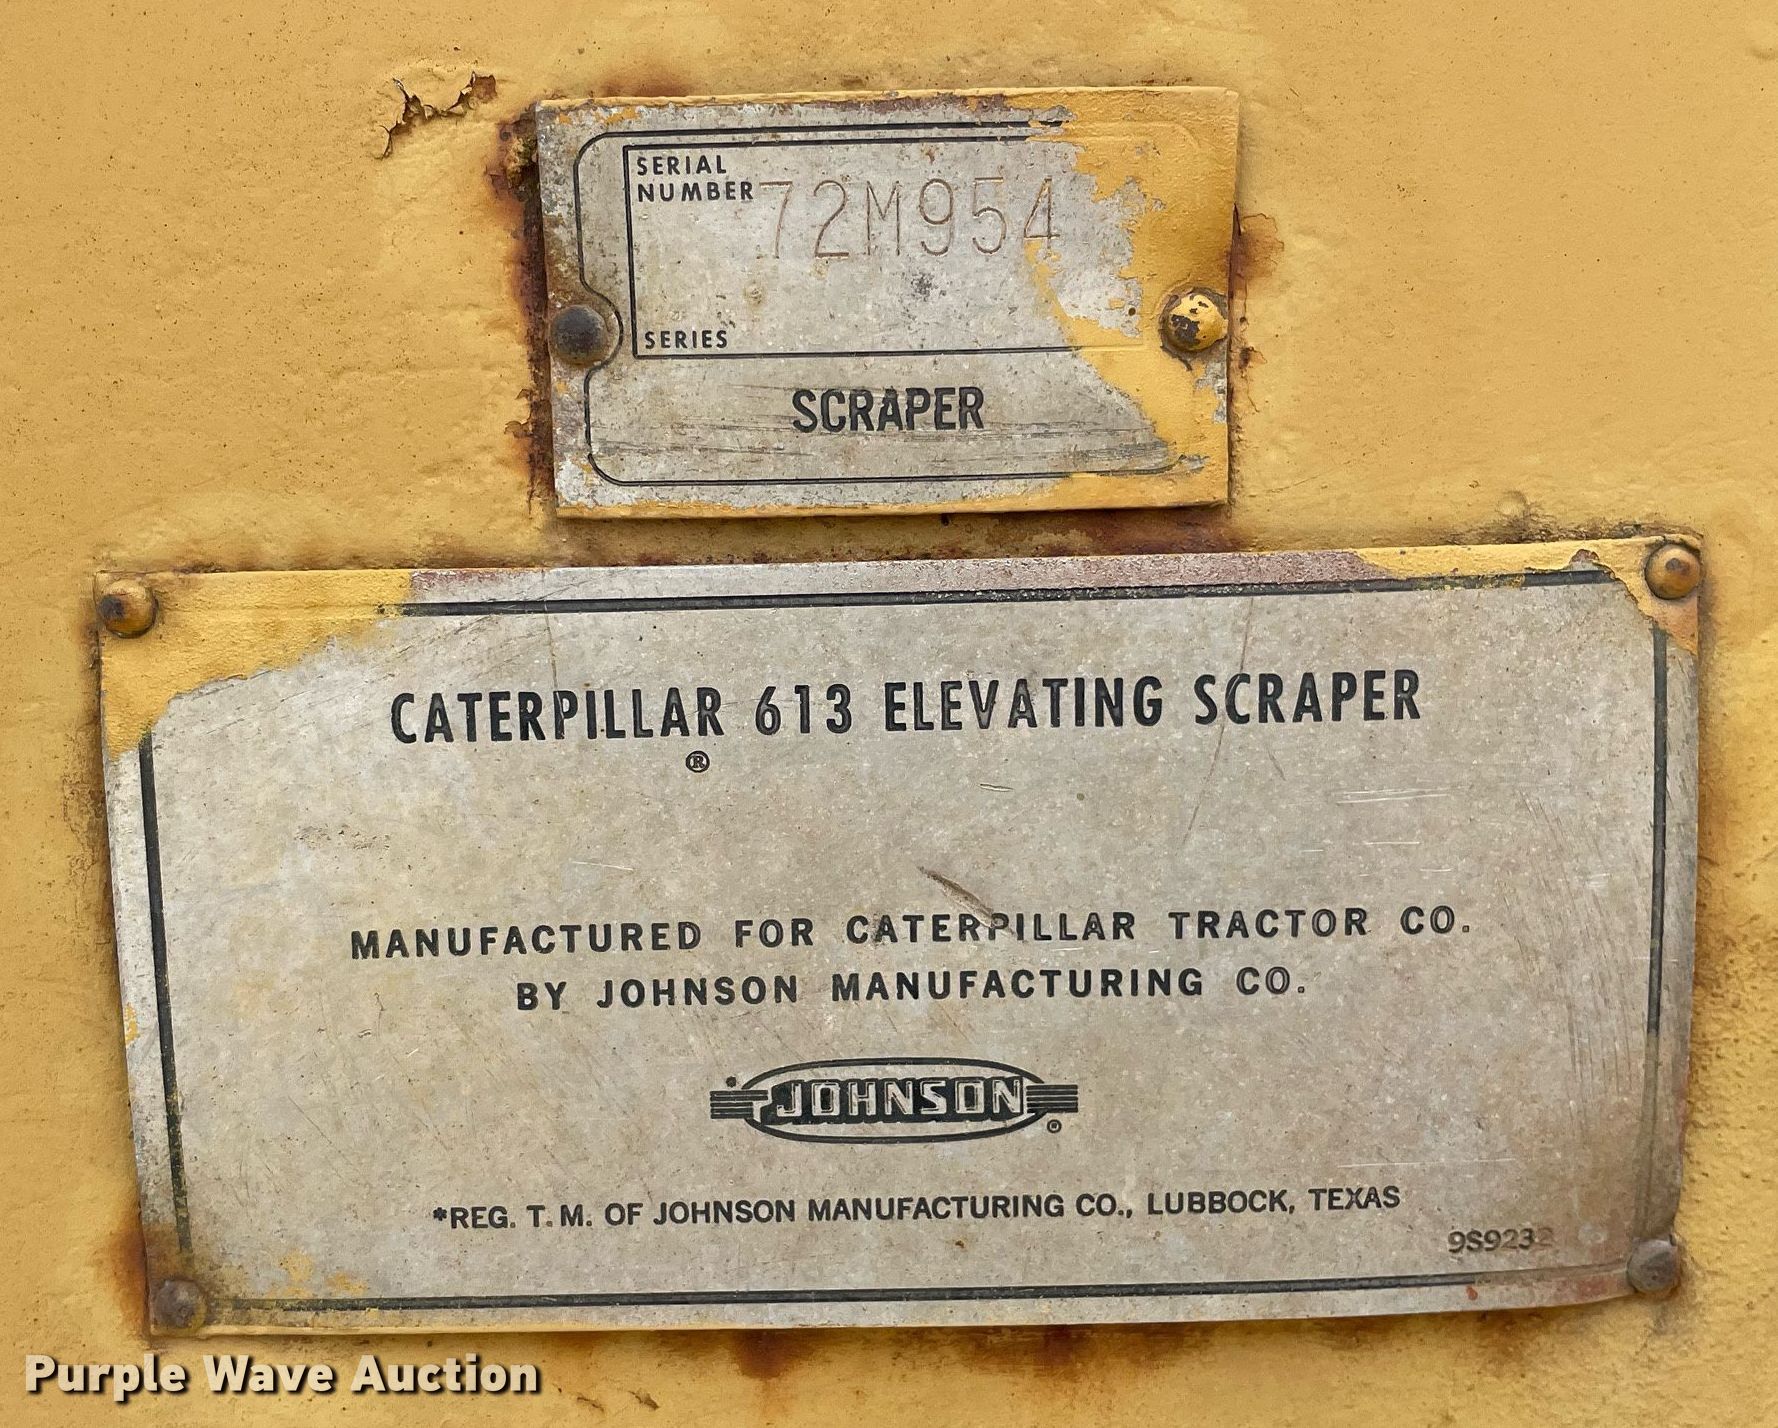 SERIAL
NUMBER 72M954
SERIES
SCRAPER
CATERPILLAR 613 ELEVATING SCRAPER
®
MANUFACTURED FOR CATERPILLAR TRACTOR CO.
BY JOHNSON MANUFACTURING CO.
*JOHNSON®
*REG. T.M. OF JOHNSON MANUFACTURING CO., LUBBOCK, TEXAS
9S9232
Purple Wave Auction